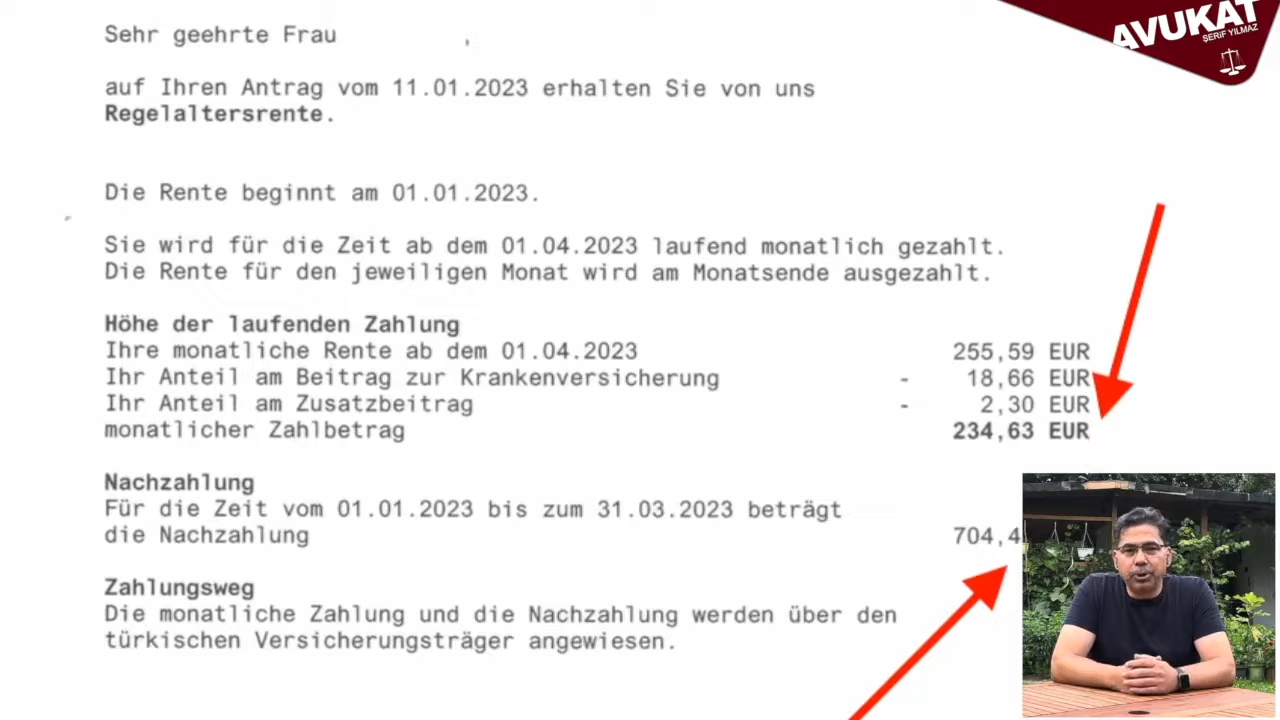 AVUKAT
ŞERİF YILMAZ
Sehr geehrte Frau ,
auf Ihren Antrag vom 11.01.2023 erhalten Sie von uns
Regelaltersrente.
Die Rente beginnt am 01.01.2023.
Sie wird für die Zeit ab dem 01.04.2023 laufend monatlich gezahlt.
Die Rente für den jeweiligen Monat wird am Monatsende ausgezahlt.
Höhe der laufenden Zahlung
Ihre monatliche Rente ab dem 01.04.2023 255,59 EUR
Ihr Anteil am Beitrag zur Krankenversicherung - 18,66 EUR
Ihr Anteil am Zusatzbeitrag - 2,30 EUR
monatlicher Zahlbetrag 234,63 EUR
Nachzahlung
Für die Zeit vom 01.01.2023 bis zum 31.03.2023 beträgt
die Nachzahlung 704,4
Zahlungsweg
Die monatliche Zahlung und die Nachzahlung werden über den
türkischen Versicherungsträger angewiesen.